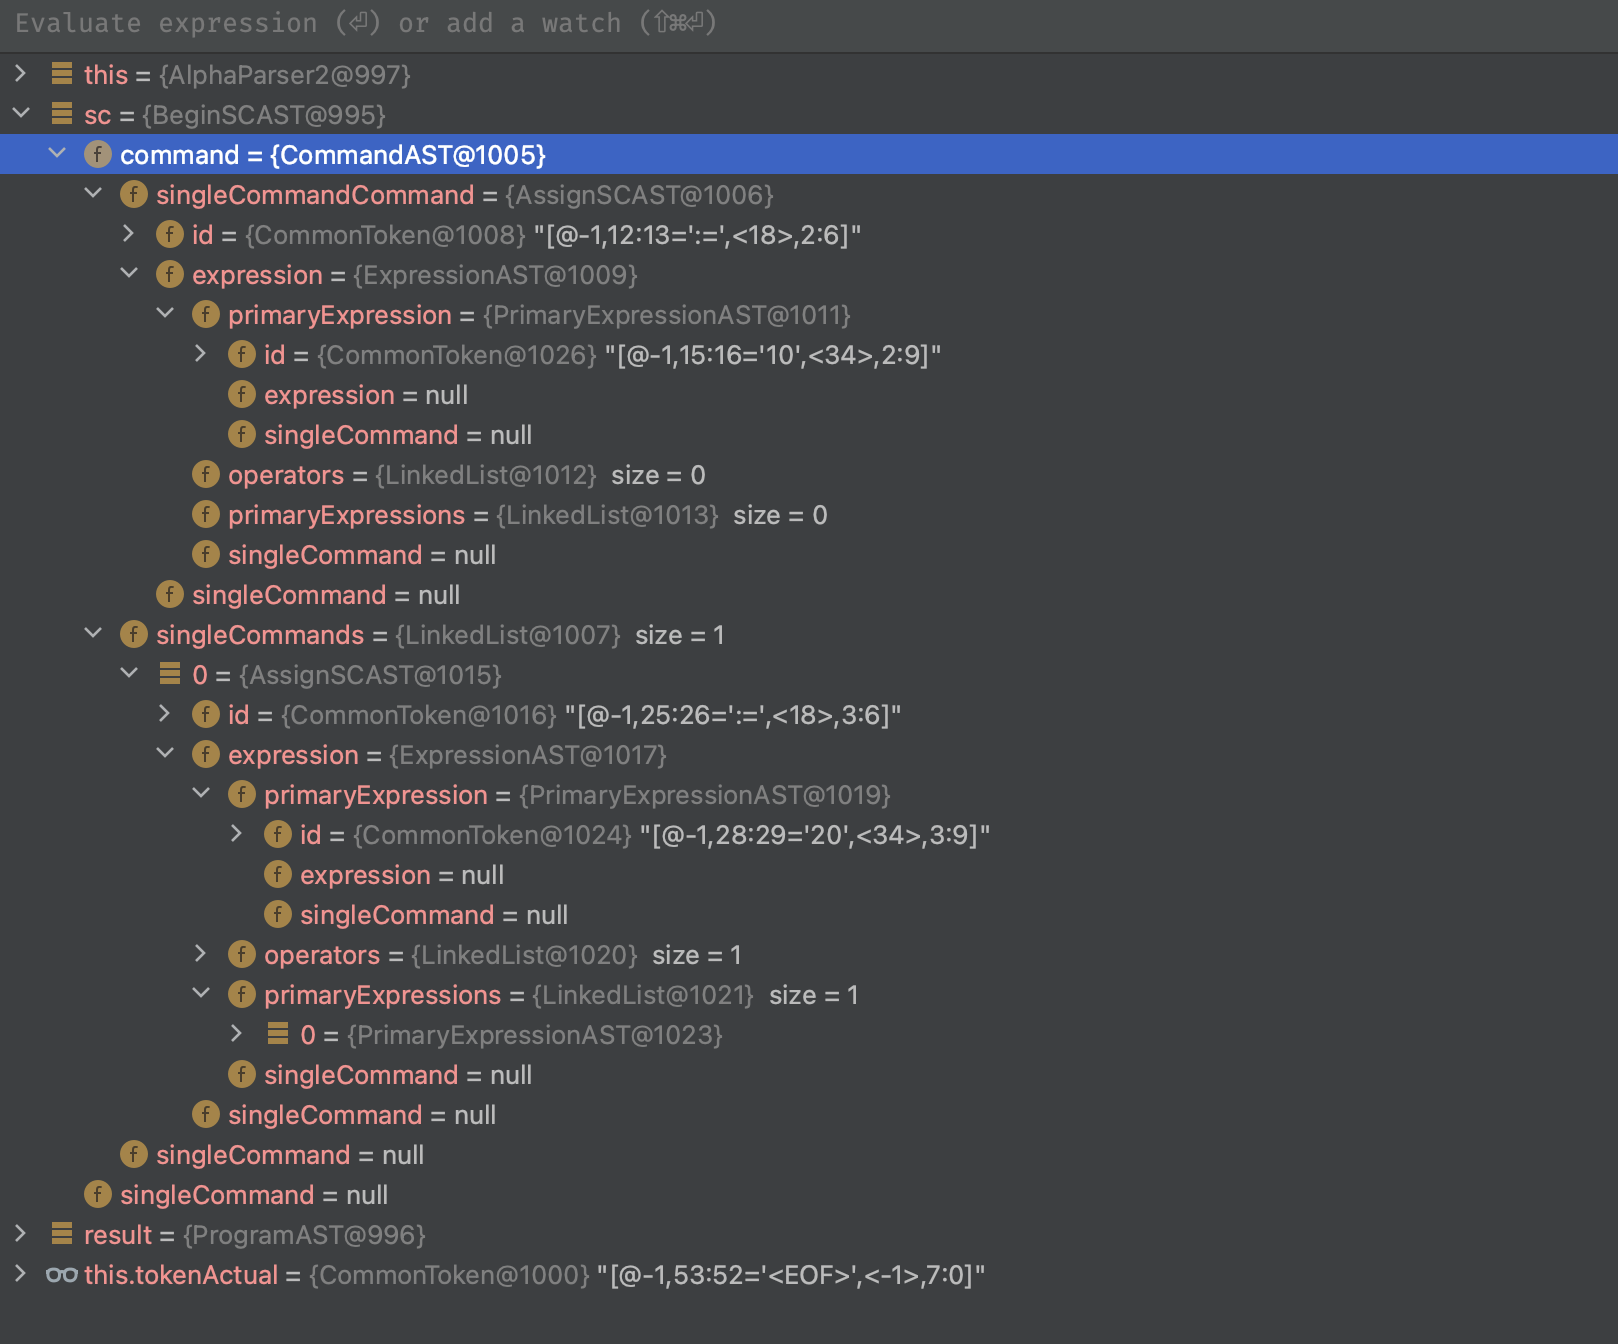 Evaluate expression (⏎) or add a watch (⇧⌘⏎)
this = {AlphaParser2@997}
sc = {BeginSCAST@995}
f command = {CommandAST@1005}
f singleCommandCommand = {AssignSCAST@1006}
f id = {CommonToken@1008} "[@-1,12:13=':=',<18>,2:6]"
f expression = {ExpressionAST@1009}
f primaryExpression = {PrimaryExpressionAST@1011}
f id = {CommonToken@1026} "[@-1,15:16='10',<34>,2:9]"
f expression = null
f singleCommand = null
f operators = {LinkedList@1012} size = 0
f primaryExpressions = {LinkedList@1013} size = 0
f singleCommand = null
f singleCommand = null
f singleCommands = {LinkedList@1007} size = 1
0 = {AssignSCAST@1015}
f id = {CommonToken@1016} "[@-1,25:26=':=',<18>,3:6]"
f expression = {ExpressionAST@1017}
f primaryExpression = {PrimaryExpressionAST@1019}
f id = {CommonToken@1024} "[@-1,28:29='20',<34>,3:9]"
f expression = null
f singleCommand = null
f operators = {LinkedList@1020} size = 1
f primaryExpressions = {LinkedList@1021} size = 1
0 = {PrimaryExpressionAST@1023}
f singleCommand = null
f singleCommand = null
f singleCommand = null
f singleCommand = null
result = {ProgramAST@996}
this.tokenActual = {CommonToken@1000} "[@-1,53:52='<EOF>',<-1>,7:0]"